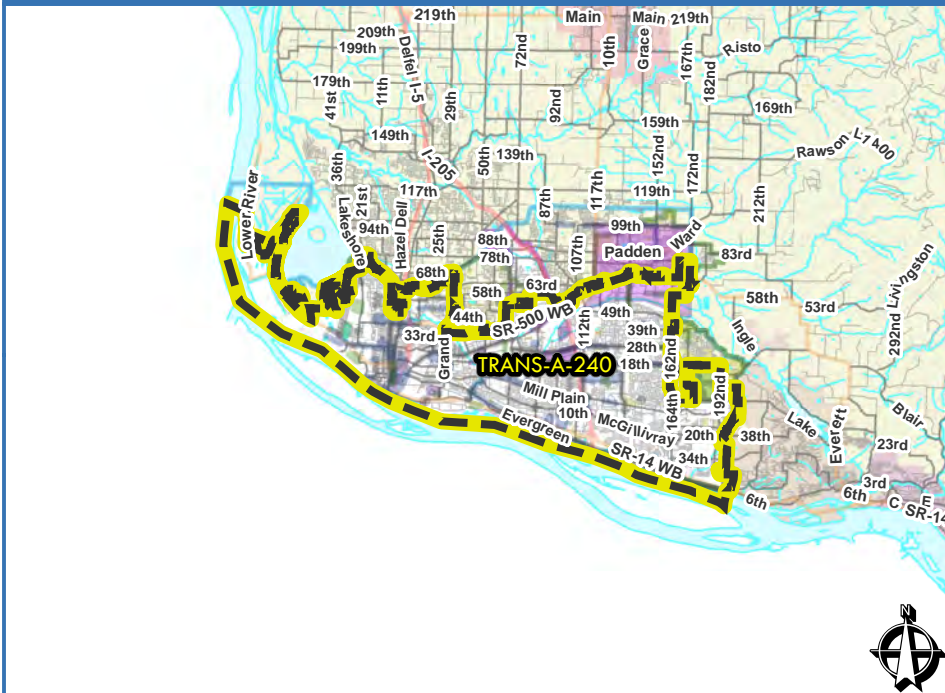 219th
Main
Main
219th
209th
199th
Delfel
I-5
72nd
10th
Grace
167th
Risto
182nd
179th
41st
11th
29th
92nd
169th
159th
149th
36th
I-205
50th
139th
152nd
172nd
Rawson
Lower River
Lakeshore
21st
117th
94th
Hazel Dell
25th
87th
117th
119th
212th
88th
78th
107th
99th
Padden
Ward
83rd
68th
58th
63rd
58th
53rd
292nd
Livingston
44th
SR-500 WB
112th
49th
39th
Ingle
33rd
Grand
28th
18th
162nd
TRANS-A-240
Mill Plain
10th
164th
192nd
Lake
Everett
Blair
Evergreen
McGillivray
20th
38th
23rd
34th
SR-14 WB
6th
3rd
6th
E
C
SR-14
N